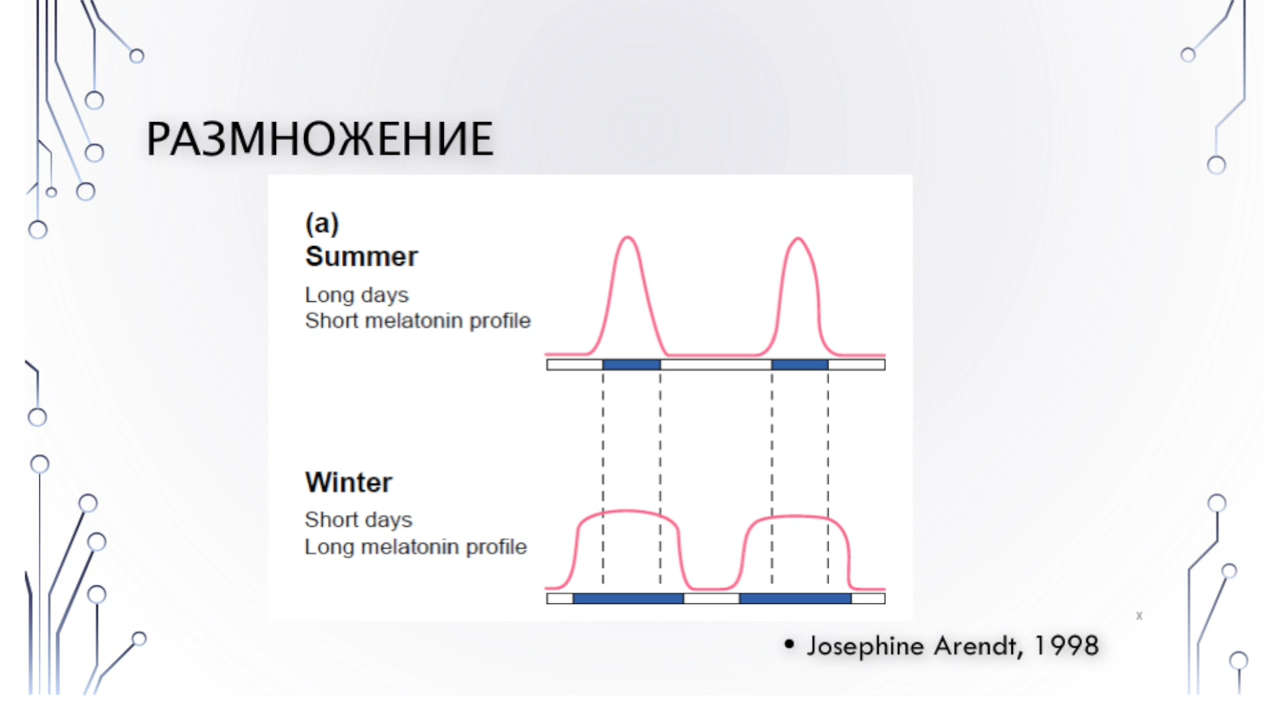 РАЗМНОЖЕНИЕ
(a)
Summer
Long days
Short melatonin profile
Winter
Short days
Long melatonin profile
x
• Josephine Arendt, 1998